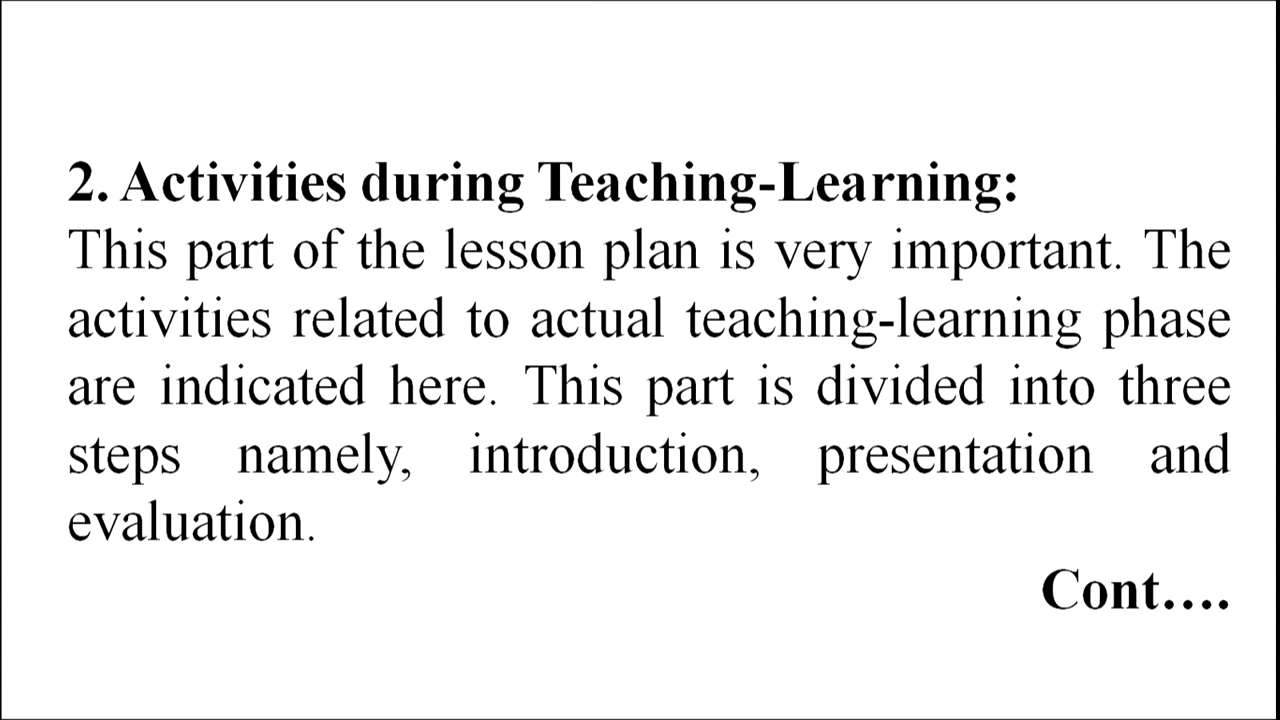 2. Activities during Teaching-Learning:
This part of the lesson plan is very important. The
activities related to actual teaching-learning phase
are indicated here. This part is divided into three
steps namely, introduction, presentation and
evaluation.
Cont....